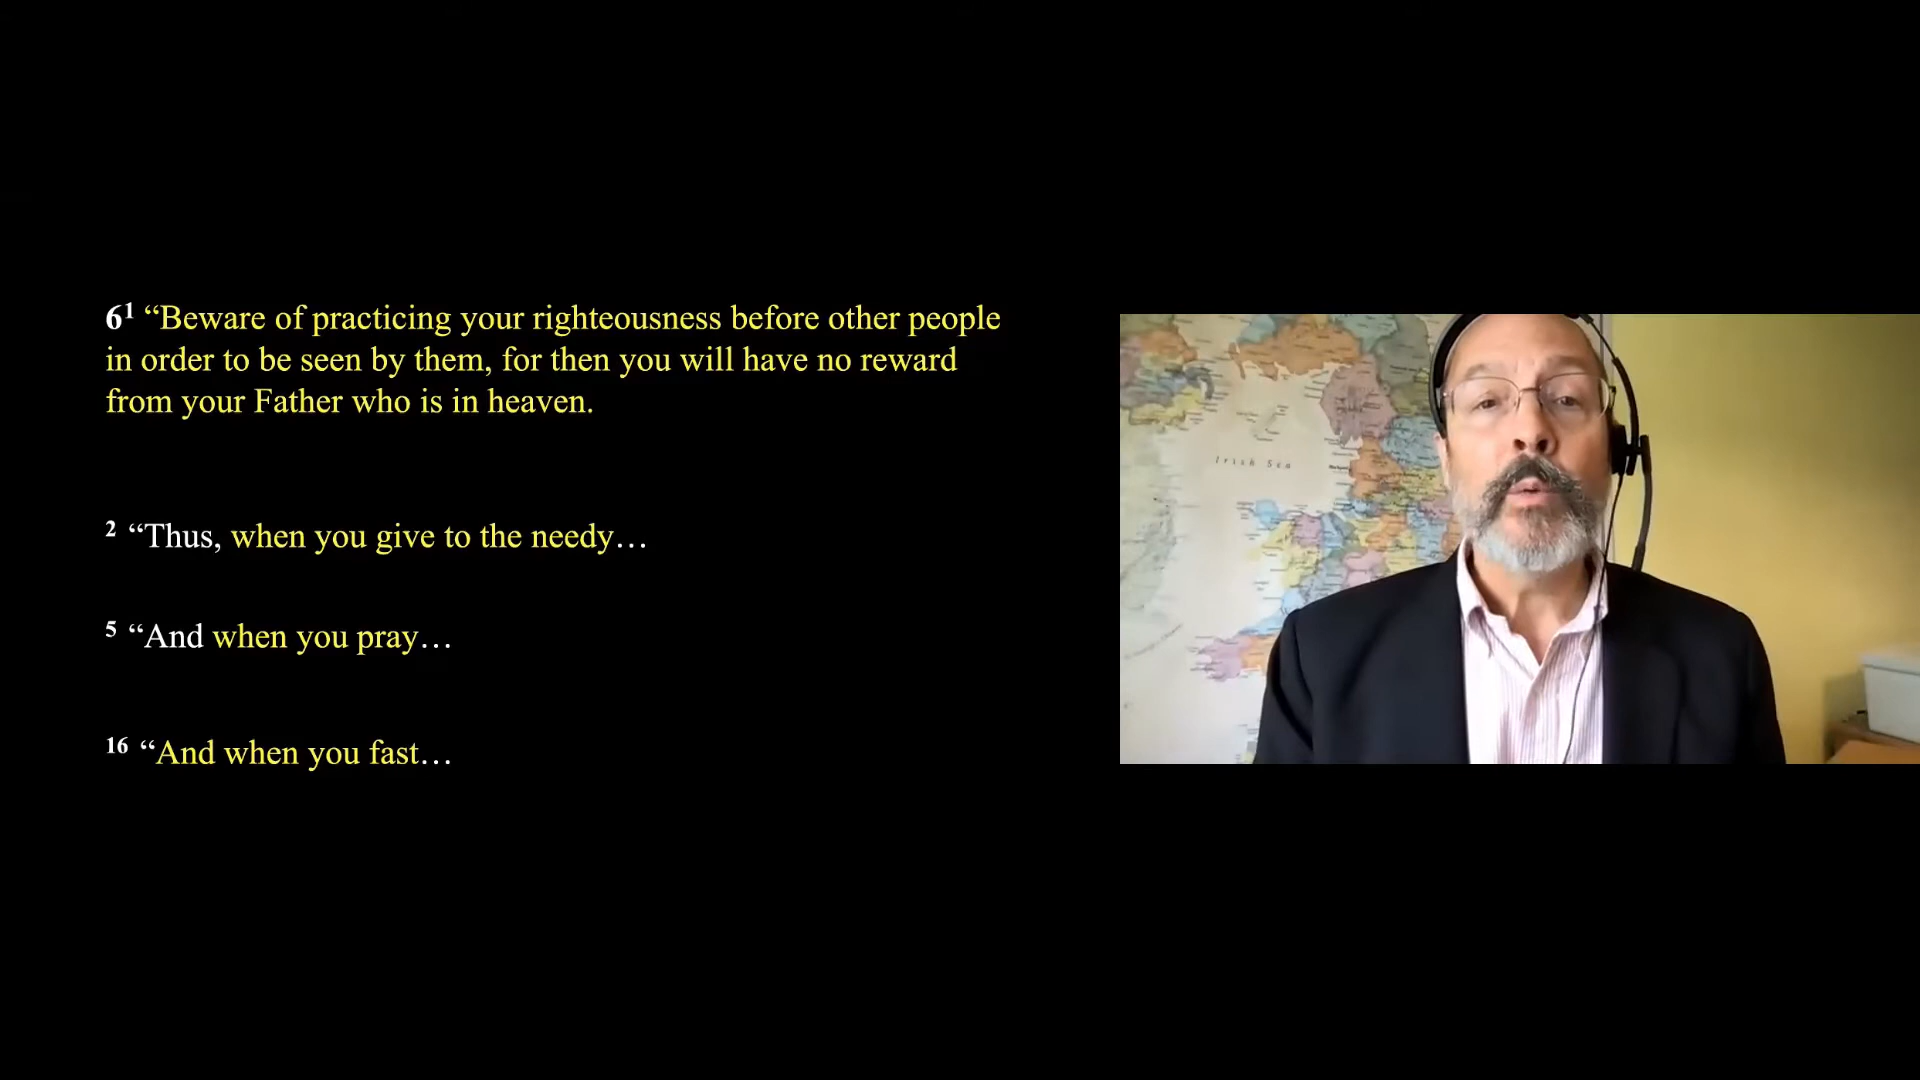 6¹ “Beware of practicing your righteousness before other people
in order to be seen by them, for then you will have no reward
from your Father who is in heaven.
² “Thus, when you give to the needy…
⁵ “And when you pray…
¹⁶ “And when you fast…
Irish Sea